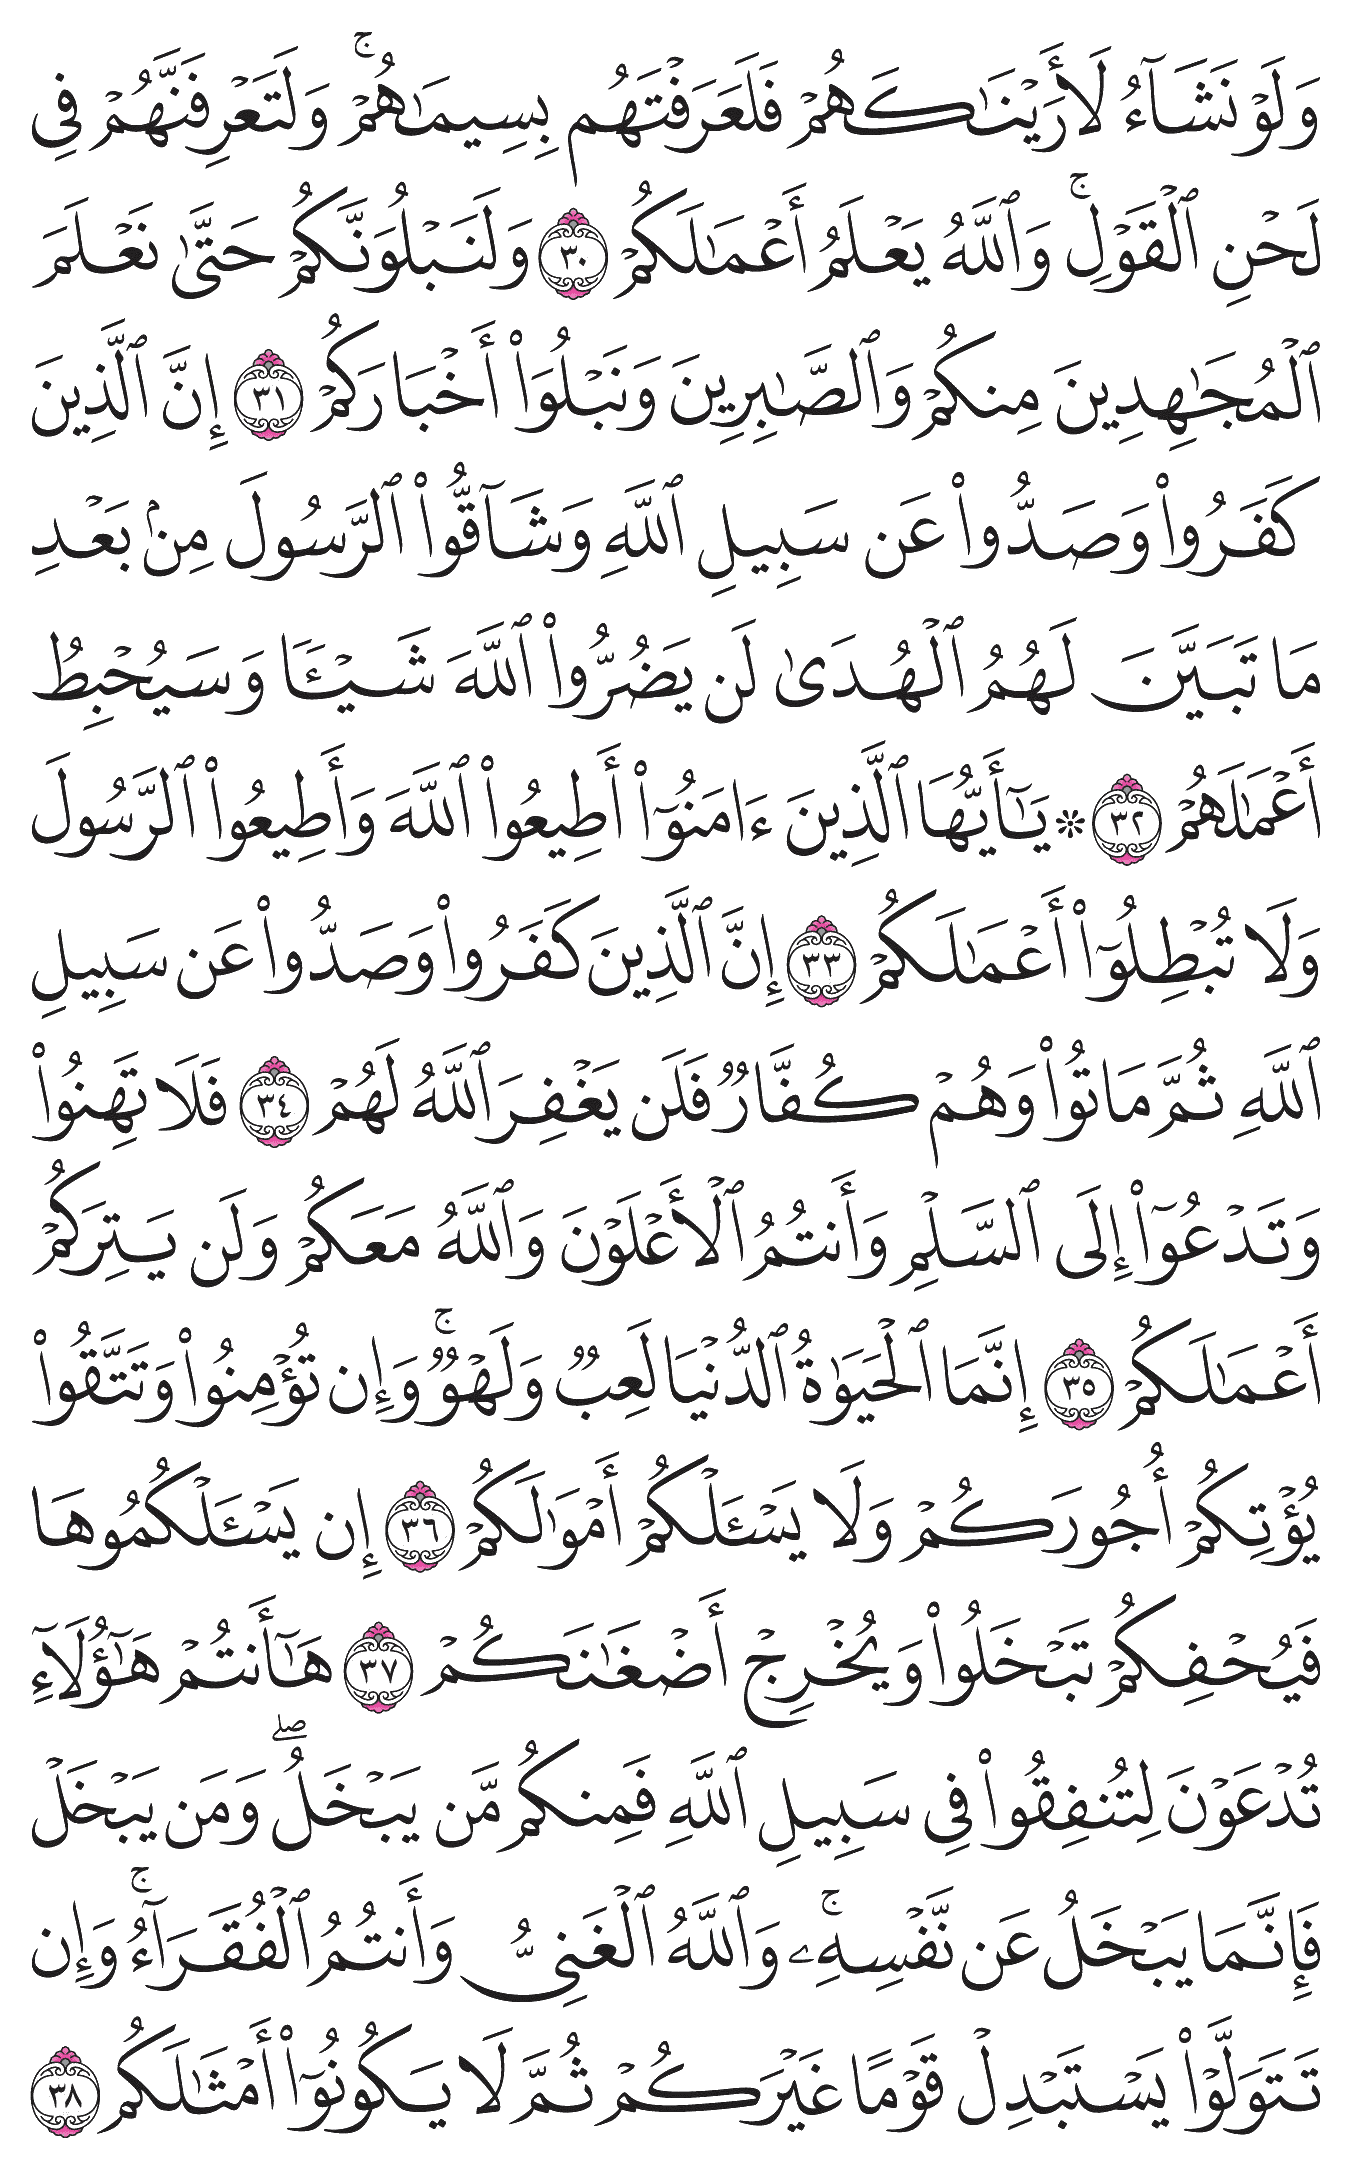 وَلَوْ نَشَآءُ لَأَرَيْنَٰكَهُمْ فَلَعَرَفْتَهُم بِسِيمَٰهُمْ ۚ وَلَتَعْرِفَنَّهُمْ فِى
لَحْنِ ٱلْقَوْلِ ۚ وَٱللَّهُ يَعْلَمُ أَعْمَٰلَكُمْ ٣٠ وَلَنَبْلُوَنَّكُمْ حَتَّىٰ نَعْلَمَ
ٱلْمُجَٰهِدِينَ مِنكُمْ وَٱلصَّٰبِرِينَ وَنَبْلُوَا۟ أَخْبَارَكُمْ ٣١ إِنَّ ٱلَّذِينَ
كَفَرُوا۟ وَصَدُّوا۟ عَن سَبِيلِ ٱللَّهِ وَشَآقُّوا۟ ٱلرَّسُولَ مِنۢ بَعْدِ
مَا تَبَيَّنَ لَهُمُ ٱلْهُدَىٰ لَن يَضُرُّوا۟ ٱللَّهَ شَيْـًٔا وَسَيُحْبِطُ
أَعْمَٰلَهُمْ ٣٢ ۞ يَٰٓأَيُّهَا ٱلَّذِينَ ءَامَنُوٓا۟ أَطِيعُوا۟ ٱللَّهَ وَأَطِيعُوا۟ ٱلرَّسُولَ
وَلَا تُبْطِلُوٓا۟ أَعْمَٰلَكُمْ ٣٣ إِنَّ ٱلَّذِينَ كَفَرُوا۟ وَصَدُّوا۟ عَن سَبِيلِ
ٱللَّهِ ثُمَّ مَاتُوا۟ وَهُمْ كُفَّارٌ فَلَن يَغْفِرَ ٱللَّهُ لَهُمْ ٣٤ فَلَا تَهِنُوا۟
وَتَدْعُوٓا۟ إِلَى ٱلسَّلْمِ وَأَنتُمُ ٱلْأَعْلَوْنَ وَٱللَّهُ مَعَكُمْ وَلَن يَتِرَكُمْ
أَعْمَٰلَكُمْ ٣٥ إِنَّمَا ٱلْحَيَوٰةُ ٱلدُّنْيَا لَعِبٌ وَلَهْوٌ ۚ وَإِن تُؤْمِنُوا۟ وَتَتَّقُوا۟
يُؤْتِكُمْ أُجُورَكُمْ وَلَا يَسْـَٔلْكُمْ أَمْوَٰلَكُمْ ٣٦ إِن يَسْـَٔلْكُمُوهَا
فَيُحْفِكُمْ تَبْخَلُوا۟ وَيُخْرِجْ أَضْغَٰنَكُمْ ٣٧ هَٰٓأَنتُمْ هَٰٓؤُلَآءِ
تُدْعَوْنَ لِتُنفِقُوا۟ فِى سَبِيلِ ٱللَّهِ فَمِنكُم مَّن يَبْخَلُ ۖ وَمَن يَبْخَلْ
فَإِنَّمَا يَبْخَلُ عَن نَّفْسِهِۦ ۚ وَٱللَّهُ ٱلْغَنِىُّ وَأَنتُمُ ٱلْفُقَرَآءُ ۚ وَإِن
تَتَوَلَّوْا۟ يَسْتَبْدِلْ قَوْمًا غَيْرَكُمْ ثُمَّ لَا يَكُونُوٓا۟ أَمْثَٰلَكُم ٣٨